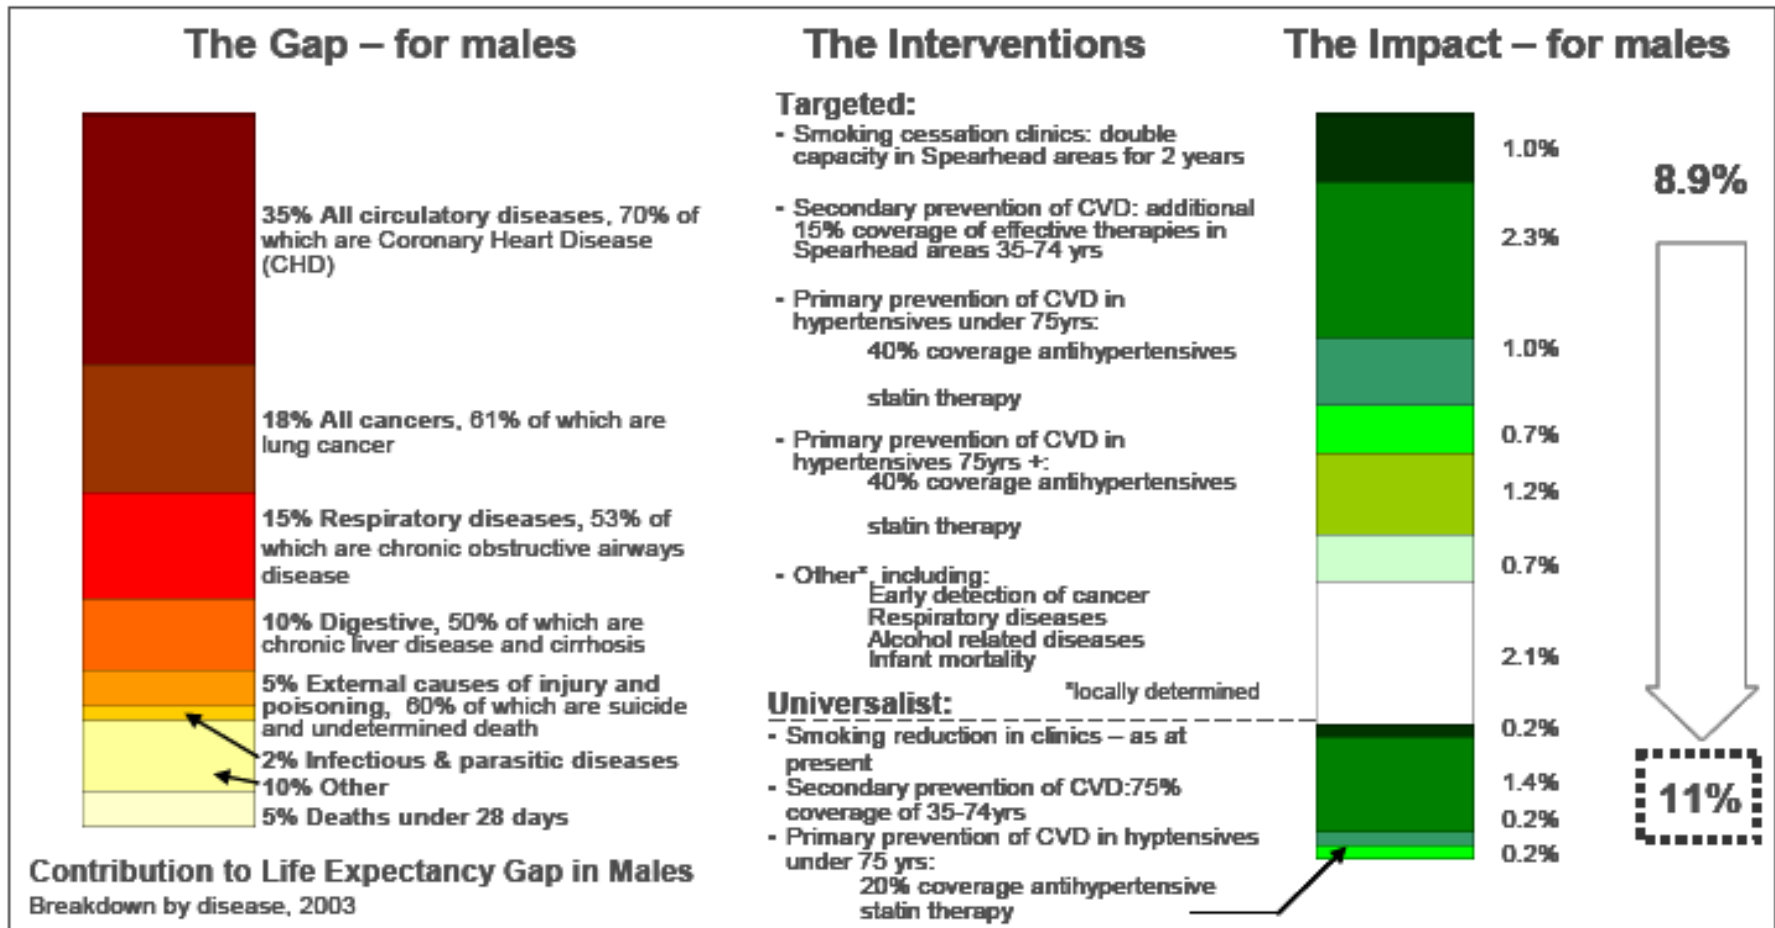 The Gap – for males
35% All circulatory diseases, 70% of
which are Coronary Heart Disease
(CHD)
18% All cancers, 61% of which are
lung cancer
15% Respiratory diseases, 53% of
which are chronic obstructive airways
disease
10% Digestive, 50% of which are
chronic liver disease and cirrhosis
5% External causes of injury and
poisoning, 60% of which are suicide
and undetermined death
2% Infectious & parasitic diseases
10% Other
5% Deaths under 28 days
Contribution to Life Expectancy Gap in Males
Breakdown by disease, 2003
The Interventions
Targeted:
- Smoking cessation clinics: double
capacity in Spearhead areas for 2 years
- Secondary prevention of CVD: additional
15% coverage of effective therapies in
Spearhead areas 35-74 yrs
- Primary prevention of CVD in
hypertensives under 75yrs:
40% coverage antihypertensives
statin therapy
- Primary prevention of CVD in
hypertensives 75yrs +:
40% coverage antihypertensives
statin therapy
- Other*, including:
Early detection of cancer
Respiratory diseases
Alcohol related diseases
Infant mortality
*locally determined
Universalist:
- Smoking reduction in clinics – as at
present
- Secondary prevention of CVD:75%
coverage of 35-74yrs
- Primary prevention of CVD in hyptensives
under 75 yrs:
20% coverage antihypertensive
statin therapy
The Impact – for males
1.0%
2.3%
1.0%
0.7%
1.2%
0.7%
2.1%
0.2%
1.4%
0.2%
0.2%
8.9%
11%